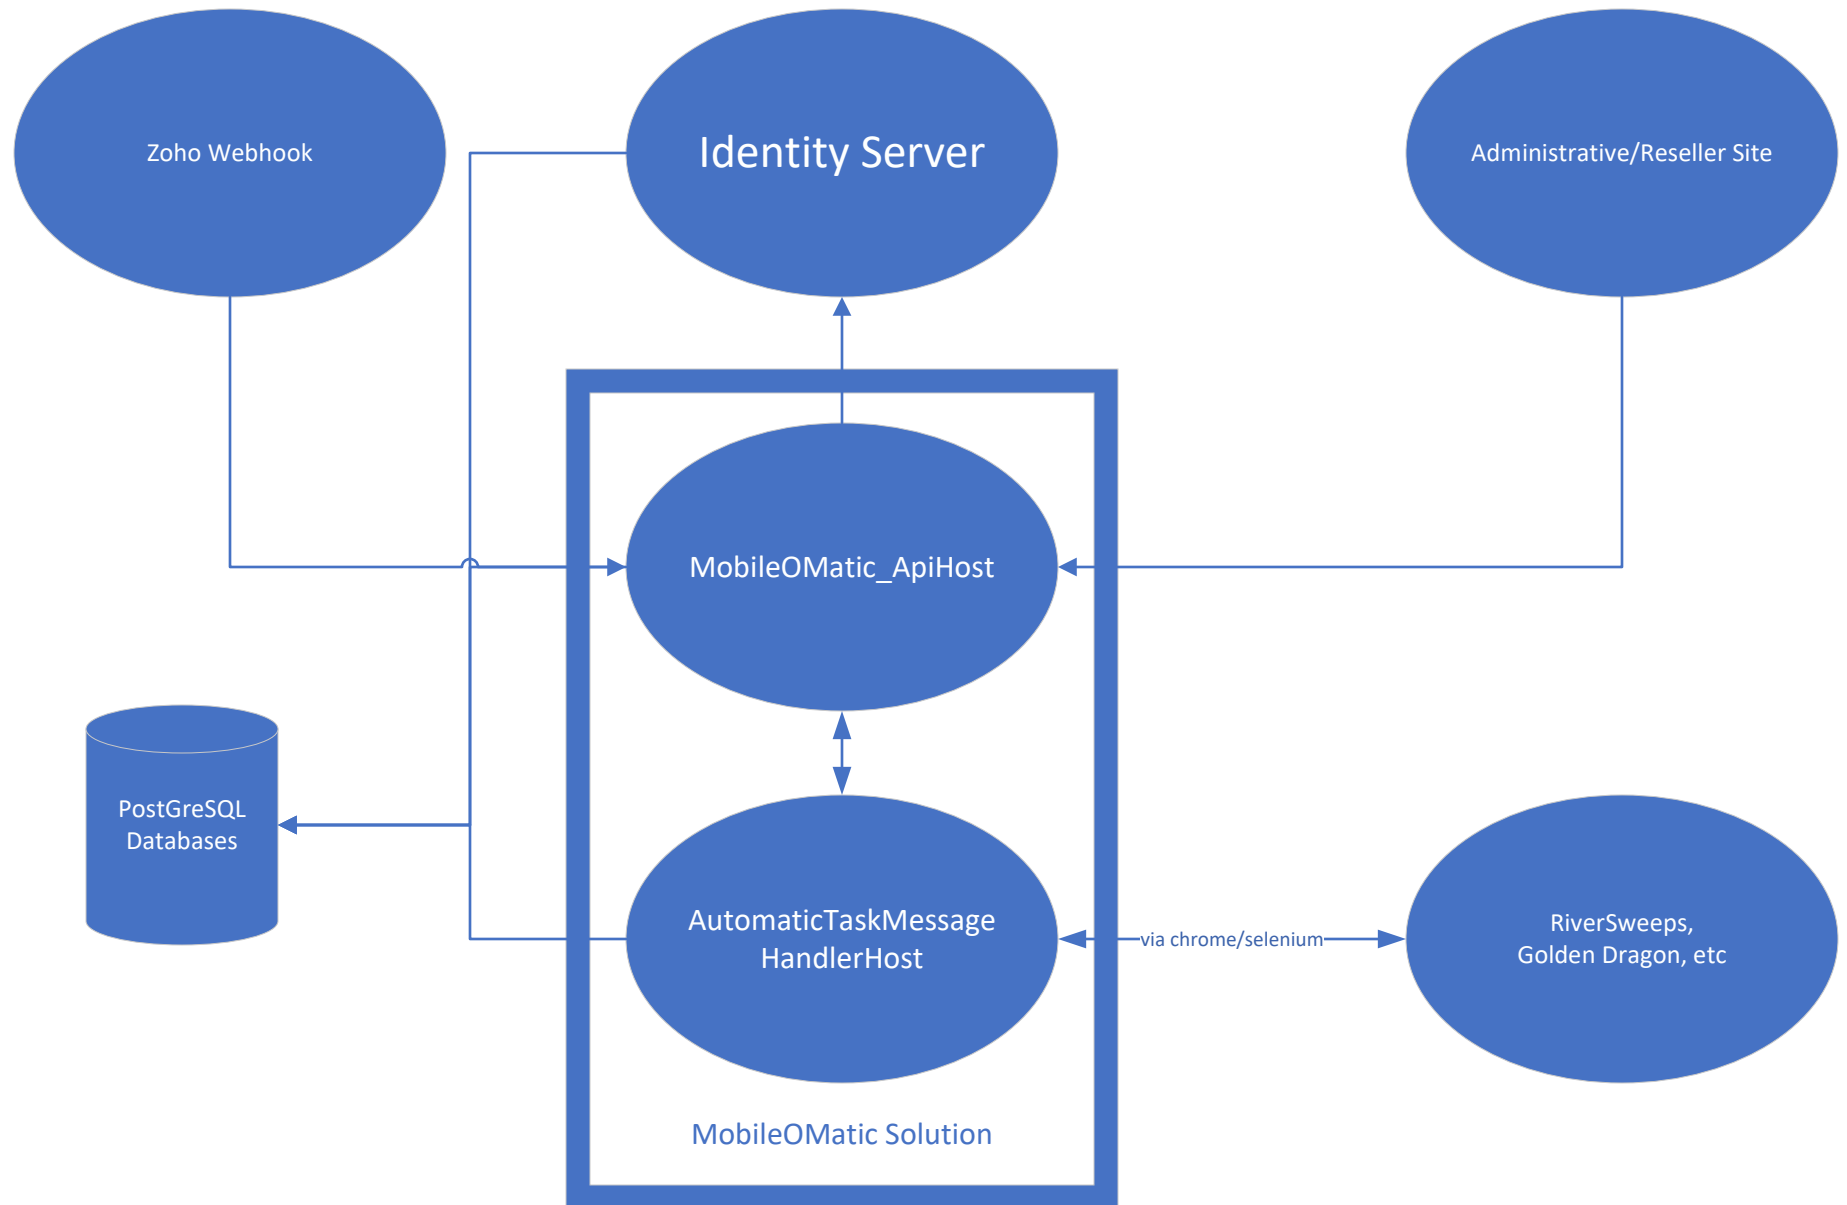 Zoho Webhook
Identity Server
Administrative/Reseller Site
MobileOMatic_ApiHost
PostGreSQL
Databases
AutomaticTaskMessage
HandlerHost
via chrome/selenium
RiverSweeps,
Golden Dragon, etc
MobileOMatic Solution